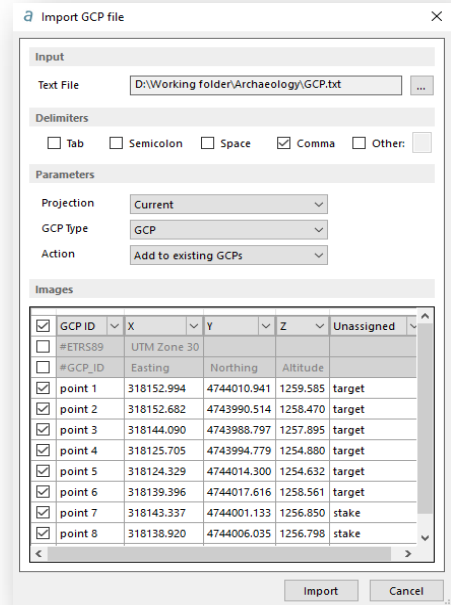 Import GCP file
Input
Text File D:\Working folder\Archaeology\GCP.txt ...
Delimiters
Tab Semicolon Space Comma Other:
Parameters
Projection Current
GCP Type GCP
Action Add to existing GCPs
Images
GCP ID X Y Z Unassigned
#ETRS89 UTM Zone 30
#GCP_ID Easting Northing Altitude
point 1 318152.994 4744010.941 1259.585 target
point 2 318152.682 4743990.514 1258.470 target
point 3 318144.090 4743988.797 1257.895 target
point 4 318125.705 4743994.779 1254.880 target
point 5 318124.329 4744014.300 1254.632 target
point 6 318139.396 4744017.616 1258.561 target
point 7 318143.337 4744001.133 1256.850 stake
point 8 318138.920 4744006.035 1256.798 stake
Import Cancel